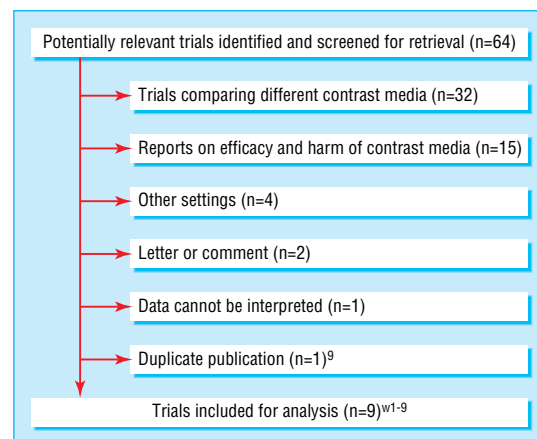 Potentially relevant trials identified and screened for retrieval (n=64)
Trials comparing different contrast media (n=32)
Reports on efficacy and harm of contrast media (n=15)
Other settings (n=4)
Letter or comment (n=2)
Data cannot be interpreted (n=1)
Duplicate publication (n=1)⁹
Trials included for analysis (n=9)ʷ¹⁻⁹